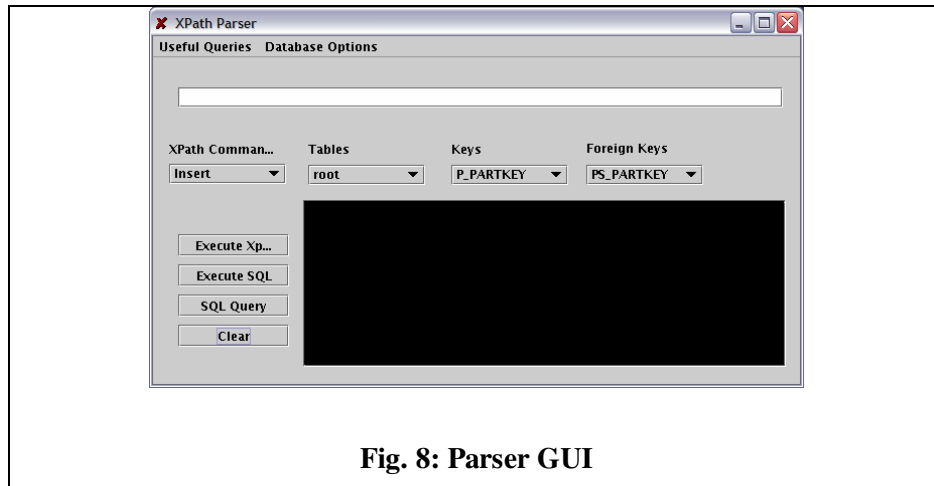 XPath Parser
Useful Queries Database Options
XPath Comman... Tables Keys Foreign Keys
Insert root P_PARTKEY PS_PARTKEY
Execute Xp...
Execute SQL
SQL Query
Clear
Fig. 8: Parser GUI